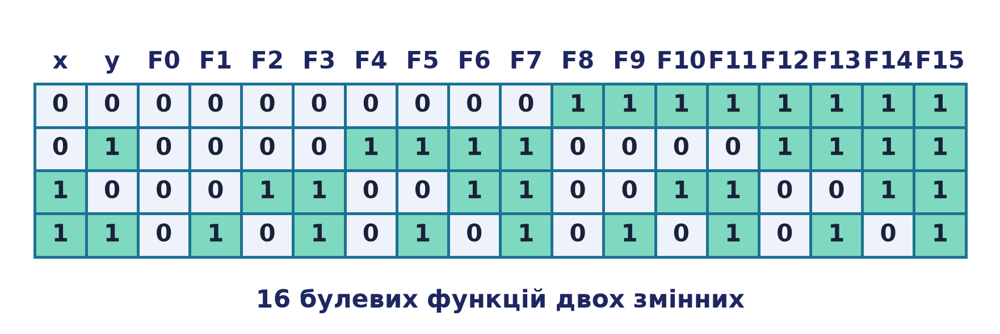 x y F0 F1 F2 F3 F4 F5 F6 F7 F8 F9 F10 F11 F12 F13 F14 F15
0 0 0 0 0 0 0 0 0 0 1 1 1 1 1 1 1 1
0 1 0 0 0 0 1 1 1 1 0 0 0 0 1 1 1 1
1 0 0 0 1 1 0 0 1 1 0 0 1 1 0 0 1 1
1 1 0 1 0 1 0 1 0 1 0 1 0 1 0 1 0 1
16 булевих функцій двох змінних